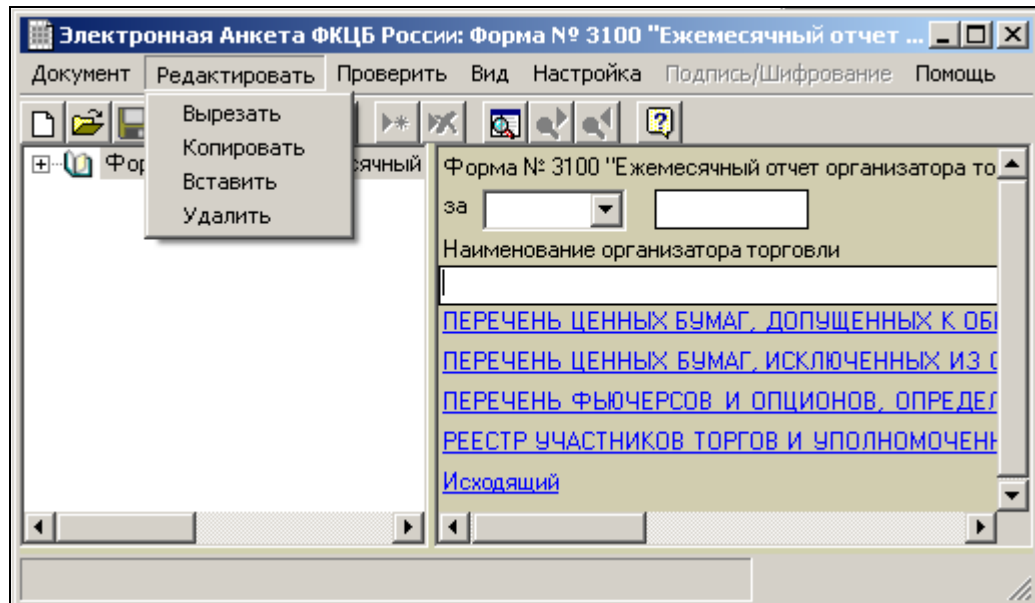 Электронная Анкета ФКЦБ России: Форма № 3100 "Ежемесячный отчет ...
Документ Редактировать Проверить Вид Настройка Подпись/Шифрование Помощь
Вырезать
Копировать
Вставить
Удалить
Фор
сячный
Форма № 3100 "Ежемесячный отчет организатора то
за
Наименование организатора торговли
ПЕРЕЧЕНЬ ЦЕННЫХ БУМАГ, ДОПУЩЕННЫХ К ОБ
ПЕРЕЧЕНЬ ЦЕННЫХ БУМАГ, ИСКЛЮЧЕННЫХ ИЗ
ПЕРЕЧЕНЬ ФЬЮЧЕРСОВ И ОПЦИОНОВ, ОПРЕДЕЛ
РЕЕСТР УЧАСТНИКОВ ТОРГОВ И УПОЛНОМОЧЕНН
Исходящий